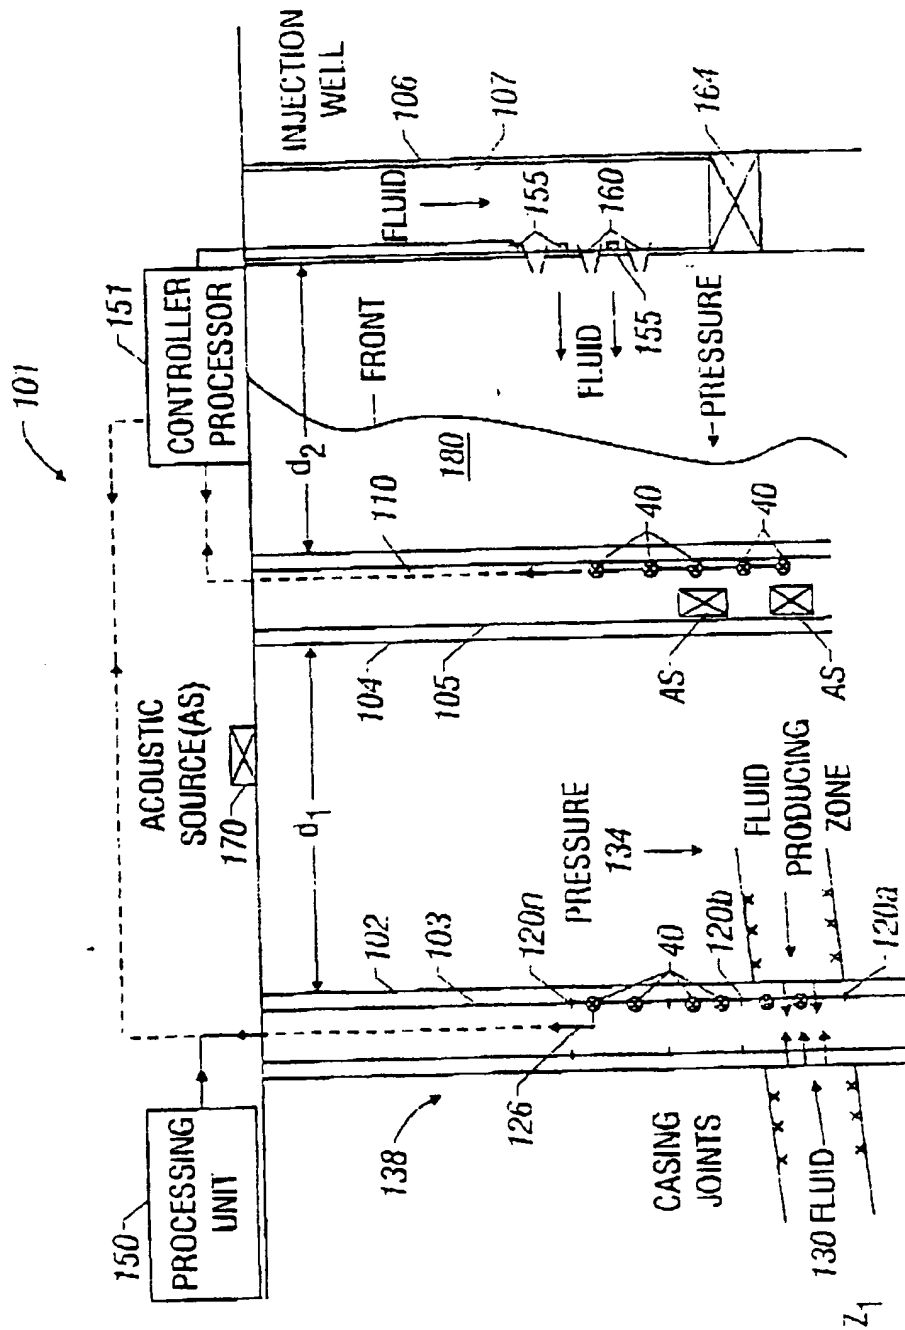 101
150
PROCESSING
UNIT
ACOUSTIC
SOURCE(AS)
170
151
CONTROLLER
PROCESSOR
INJECTION
WELL
d1
d2
138
126
102
103
120n
PRESSURE
134
40
120b
CASING
JOINTS
FLUID
PRODUCING
ZONE
130 FLUID
120a
Z1
104
105
AS
AS
110
180
40
40
FRONT
PRESSURE
FLUID
155
FLUID
155
160
106
107
164